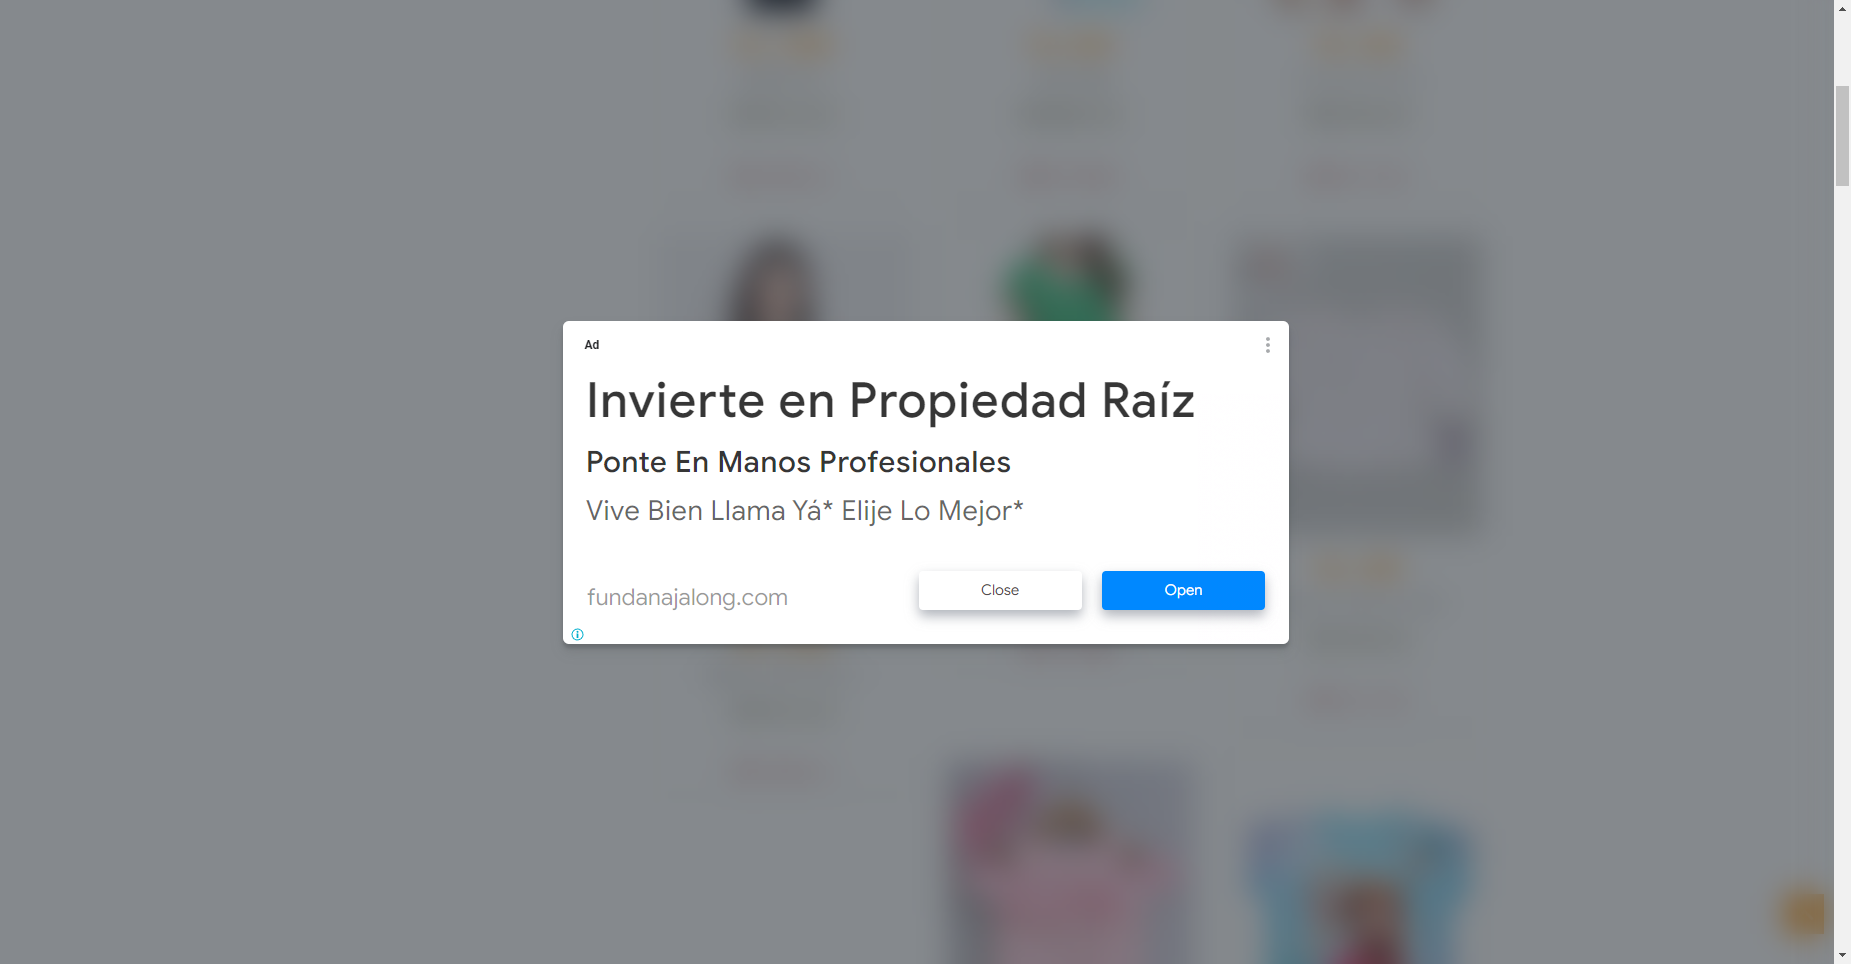 Ad
Invierte en Propiedad Raíz
Ponte En Manos Profesionales
Vive Bien Llama Yá* Elije Lo Mejor*
fundanajalong.com
Close
Open